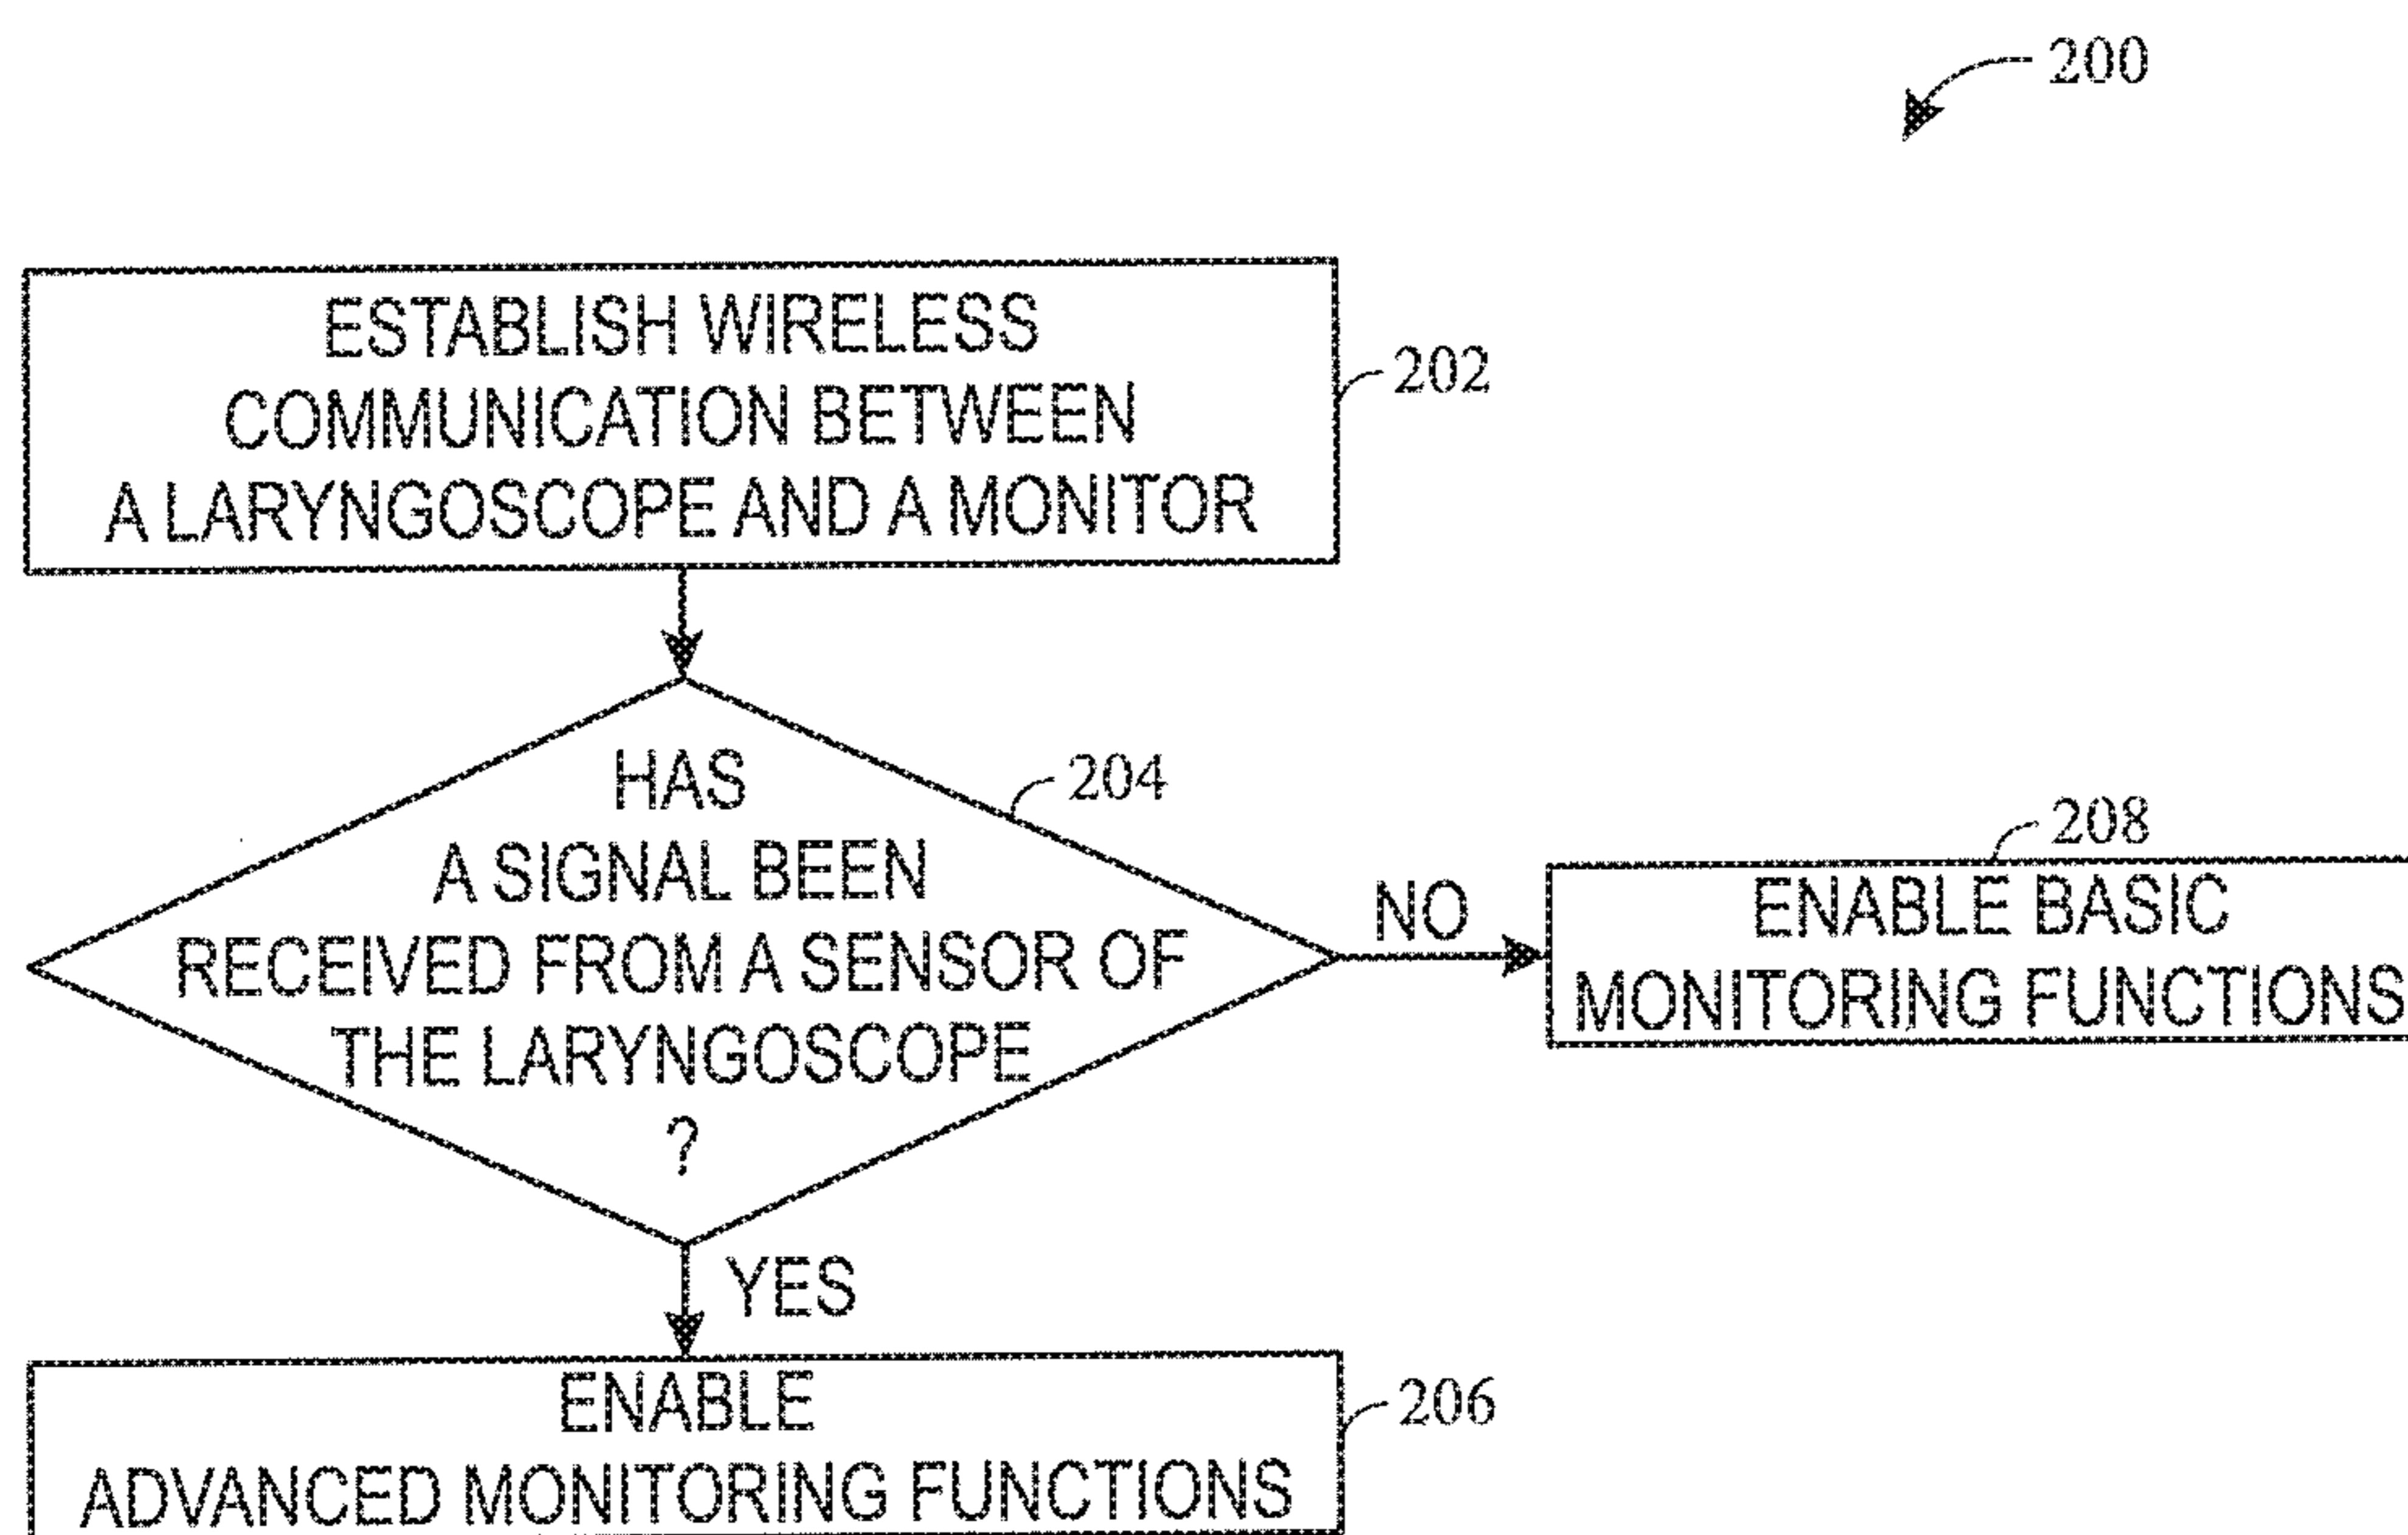 200
ESTABLISH WIRELESS
COMMUNICATION BETWEEN
A LARYNGOSCOPE AND A MONITOR
202
HAS
A SIGNAL BEEN
RECEIVED FROM A SENSOR OF
THE LARYNGOSCOPE
?
204
NO
208
ENABLE BASIC
MONITORING FUNCTIONS
YES
ENABLE
ADVANCED MONITORING FUNCTIONS
206